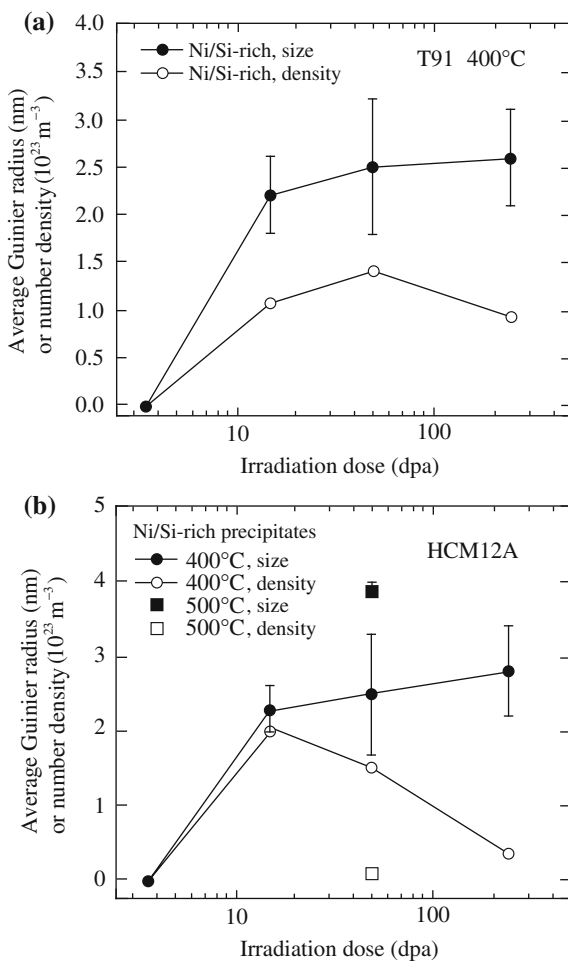 (a)
Ni/Si-rich, size
Ni/Si-rich, density
T91 400°C
4.0
3.5
3.0
2.5
2.0
1.5
1.0
0.5
0.0
Average Guinier radius (nm)
or number density (10²³ m⁻³)
10
100
Irradiation dose (dpa)
(b)
Ni/Si-rich precipitates
400°C, size
400°C, density
500°C, size
500°C, density
HCM12A
5
4
3
2
1
0
Average Guinier radius (nm)
or number density (10²³ m⁻³)
10
100
Irradiation dose (dpa)